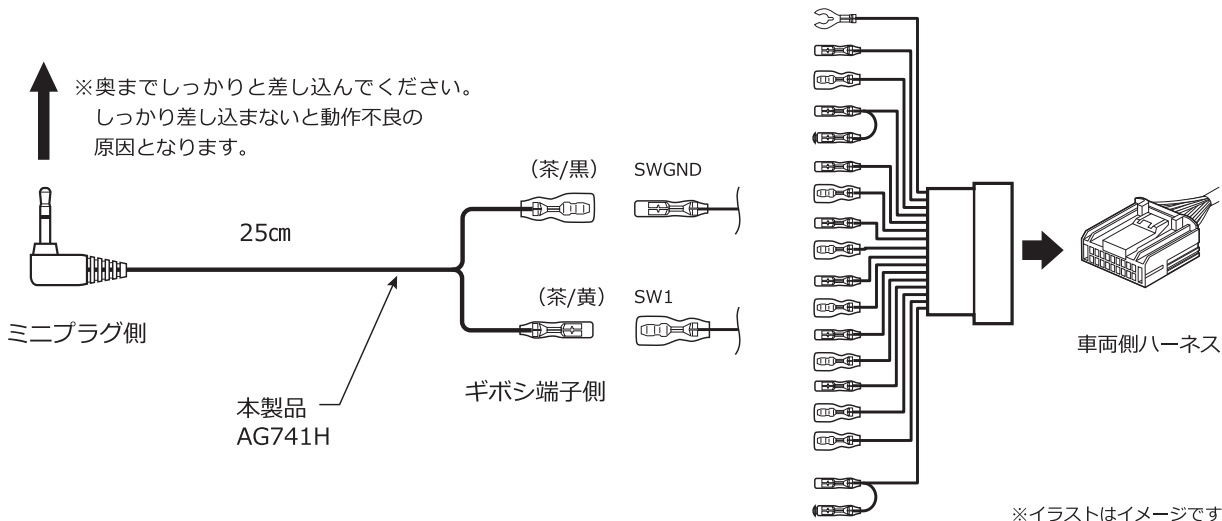 ※奥までしっかりと差し込んでください。
しっかり差し込まないと動作不良の
原因となります。
(茶/黒)
SWGND
25㎝
(茶/黄)
SW1
ミニプラグ側
ギボシ端子側
本製品
AG741H
車両側ハーネス
※イラストはイメージです